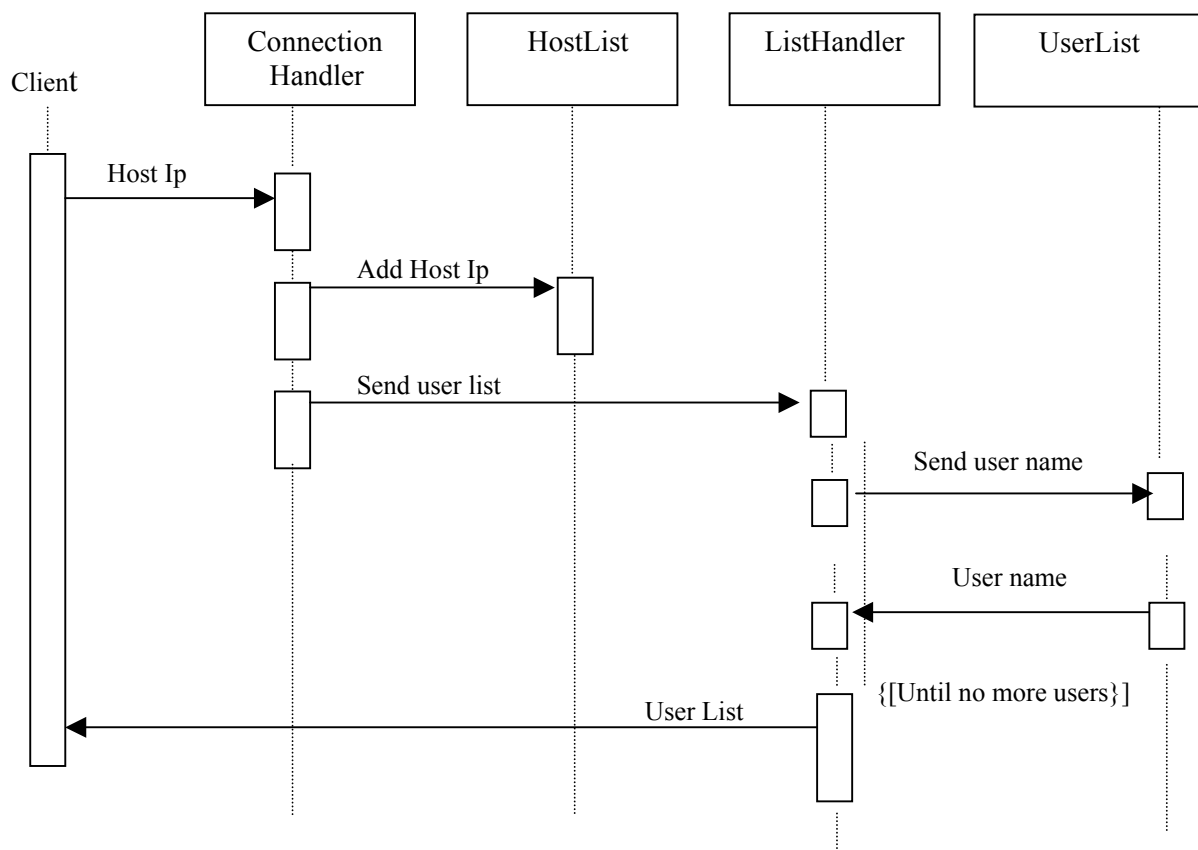 Connection
Handler
HostList
ListHandler
UserList
Client
Host Ip
Add Host Ip
Send user list
Send user name
User name
{[Until no more users}]
User List